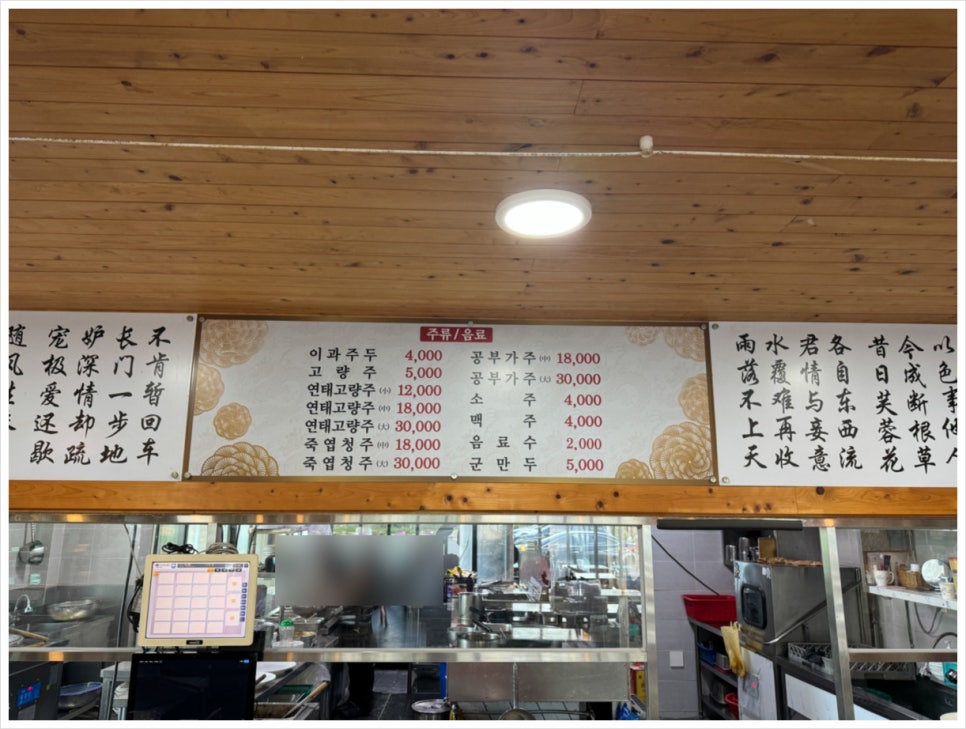 随风
宠极爱还歇
妒深情却疏
长门一步地
不肯暂回车
주류/음료
이과주두 4,000
고량주 5,000
연태고량주(小) 12,000
연태고량주(中) 18,000
연태고량주(大) 30,000
죽엽청주(中) 18,000
죽엽청주(大) 30,000
공부가주(中) 18,000
공부가주(大) 30,000
소주 4,000
맥주 4,000
음료수 2,000
군만두 5,000
雨落不上天
水覆难再收
君情与妾意
各自东西流
昔日芙蓉花
今成断根草
以色事他人